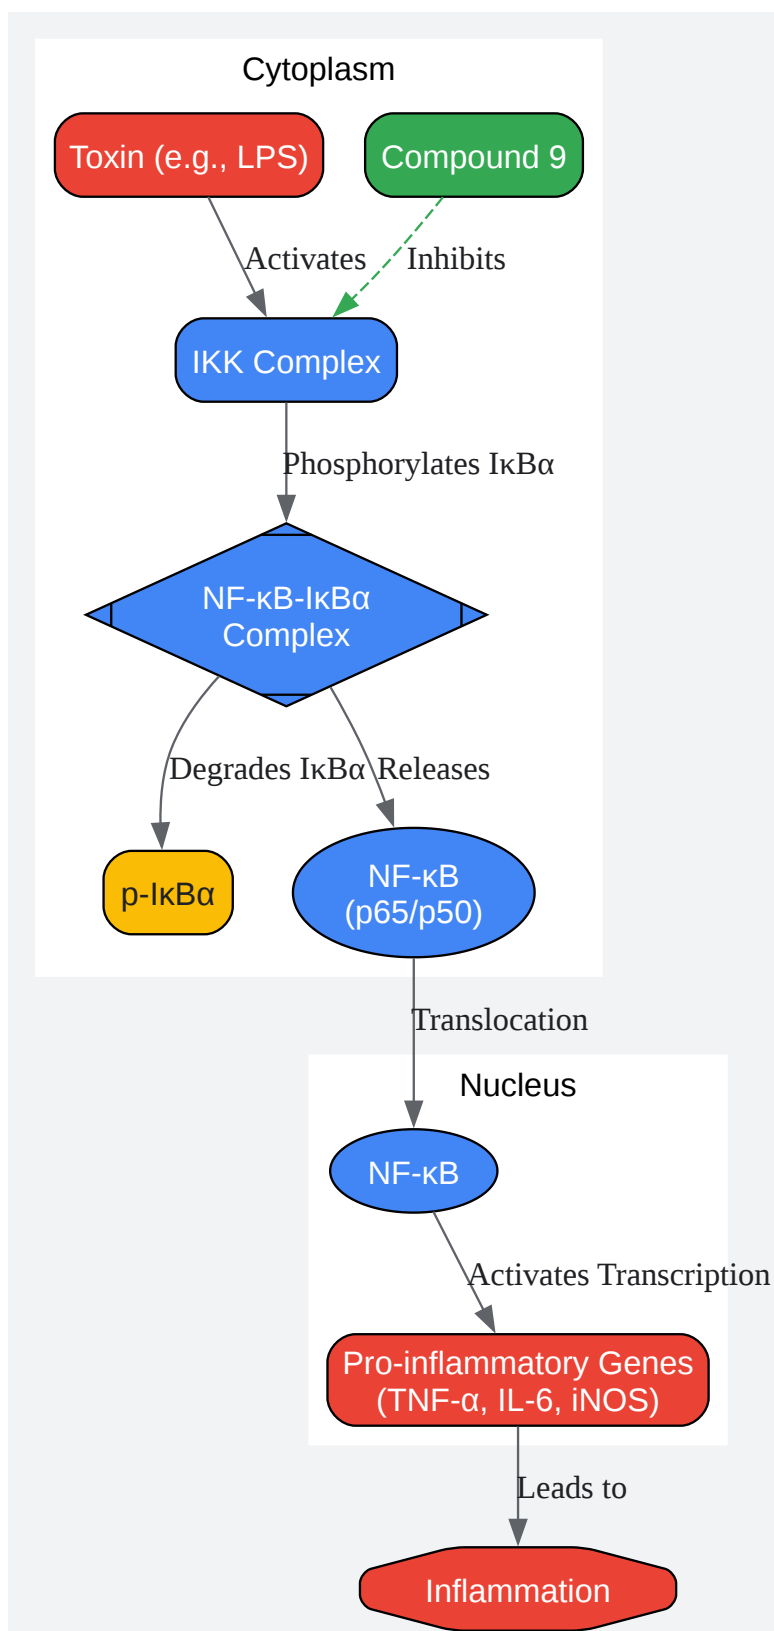 Cytoplasm
Toxin (e.g., LPS)
Compound 9
Activates
Inhibits
IKK Complex
Phosphorylates IκBα
NF-κB-IκBα
Complex
Degrades IκBα
Releases
p-IκBα
NF-κB
(p65/p50)
Translocation
Nucleus
NF-κB
Activates Transcription
Pro-inflammatory Genes
(TNF-α, IL-6, iNOS)
Leads to
Inflammation